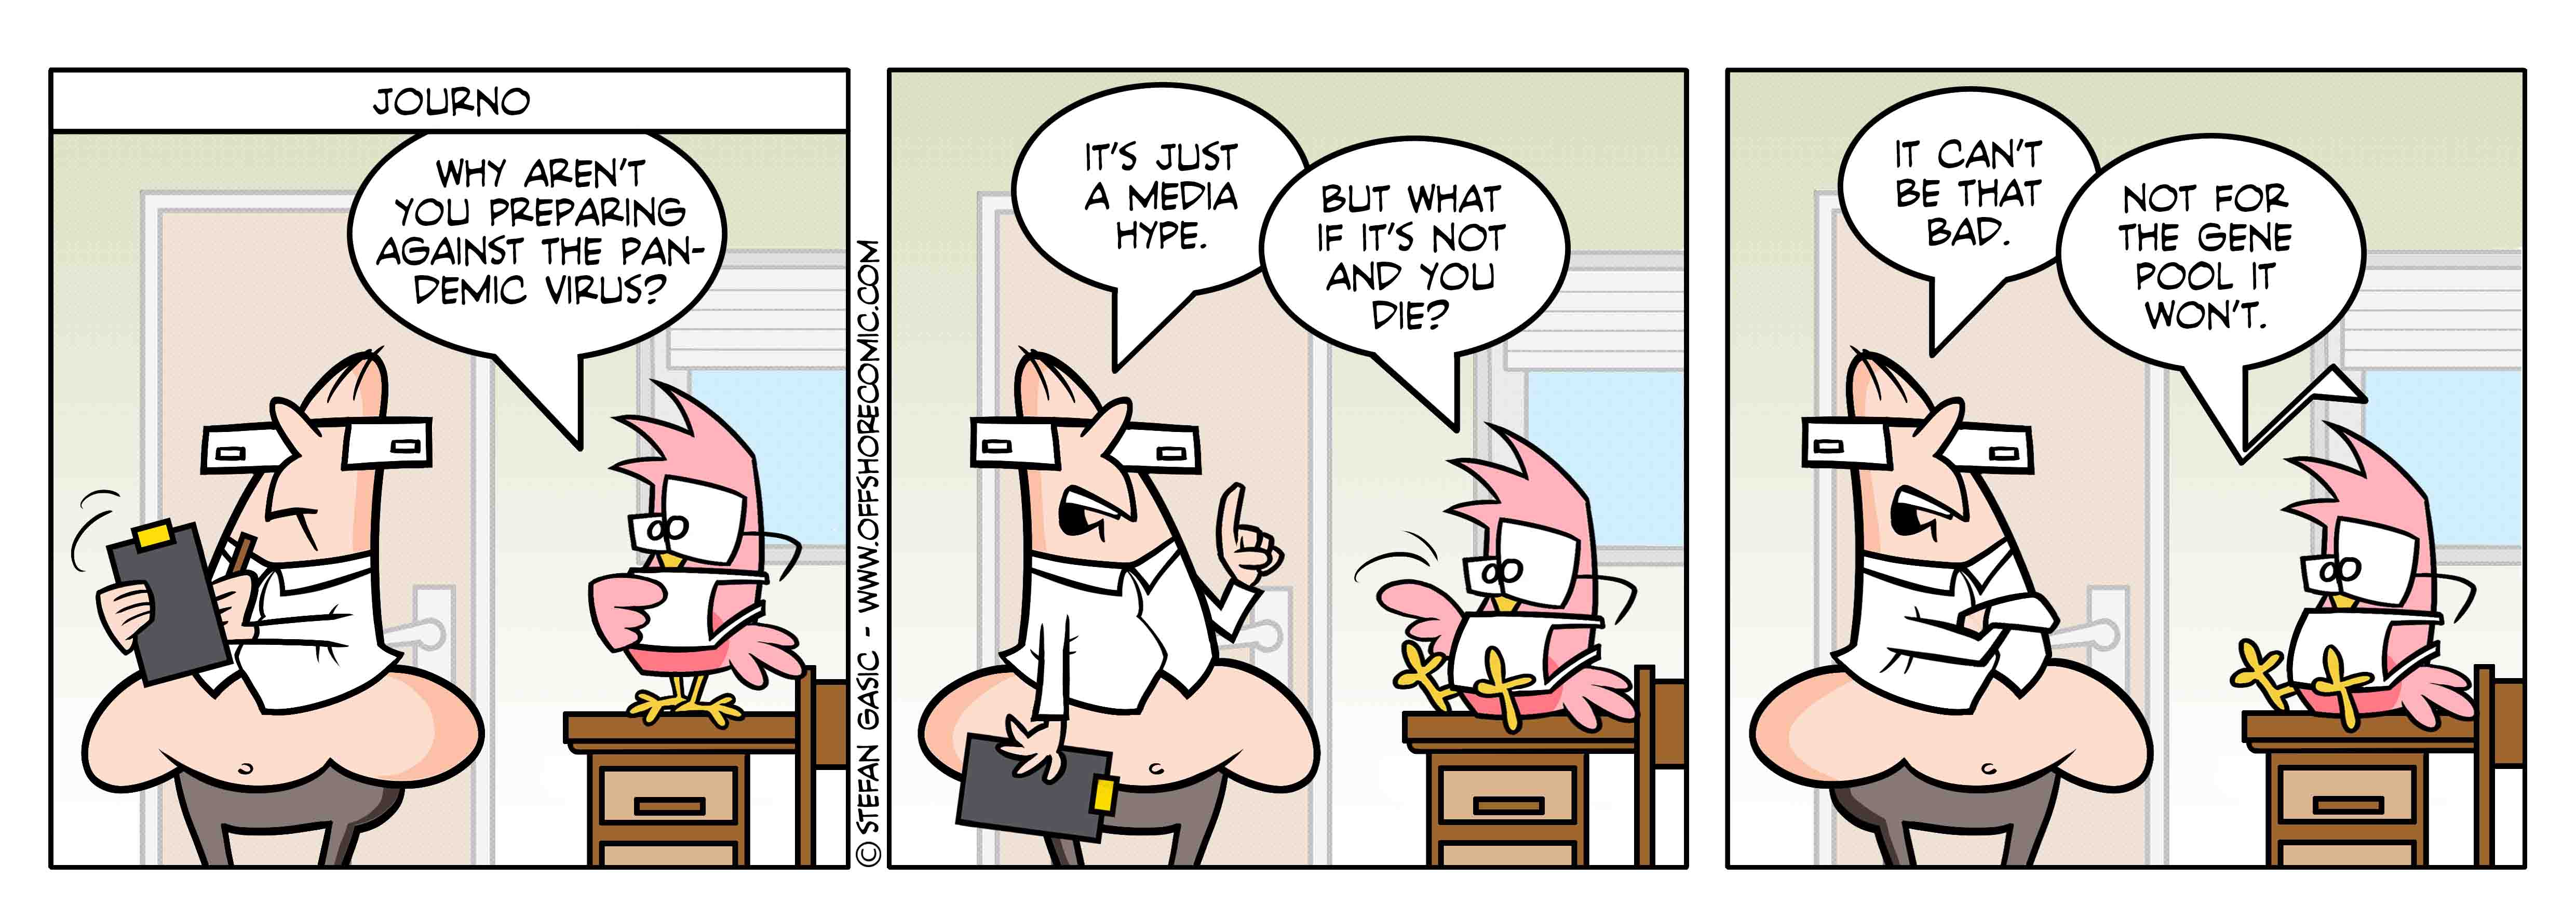 JOURNO
WHY AREN'T
YOU PREPARING
AGAINST THE PAN-
DEMIC VIRUS?
© STEFAN GASIC - WWW.OFFSHORECOMIC.COM
IT'S JUST
A MEDIA
HYPE.
BUT WHAT
IF IT'S NOT
AND YOU
DIE?
IT CAN'T
BE THAT
BAD.
NOT FOR
THE GENE
POOL IT
WON'T.